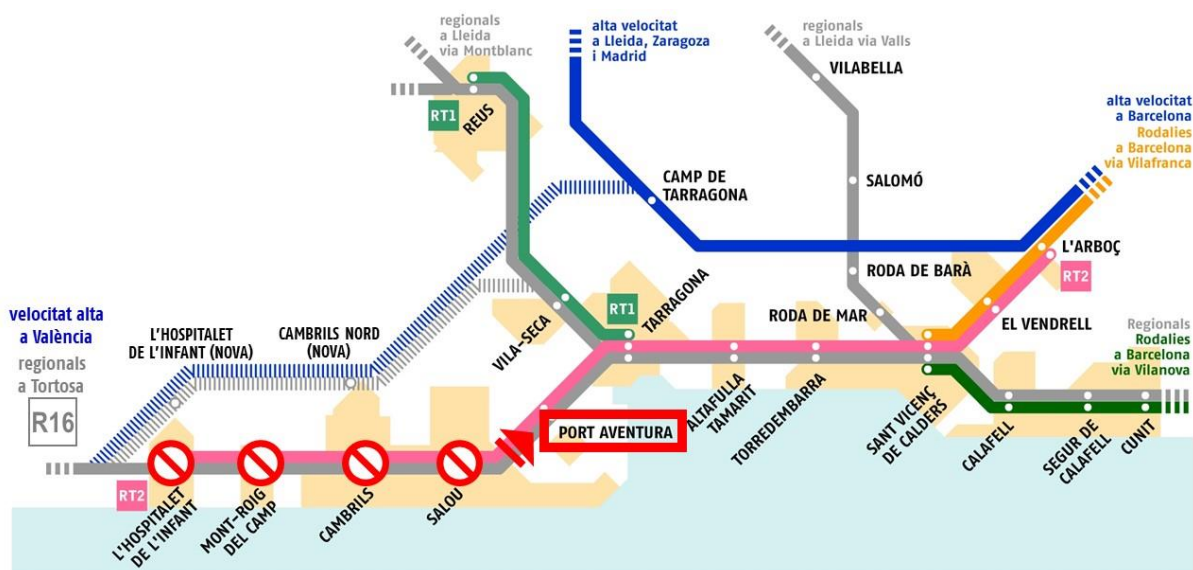 regionals
a Lleida
via Montblanc
alta velocitat
a Lleida, Zaragoza
i Madrid
regionals
a Lleida via Valls
VILABELLA
alta velocitat
a Barcelona
Rodalies
a Barcelona
via Vilafranca
RT1
REUS
CAMP DE
TARRAGONA
SALOMÓ
L'ARBOÇ
RT2
RODA DE BARÀ
velocitat alta
a València
regionals
a Tortosa
R16
L'HOSPITALET
DE L'INFANT (NOVA)
CAMBRILS NORD
(NOVA)
VILA-SECA
RT1
TARRAGONA
RODA DE MAR
EL VENDRELL
Regionals
Rodalies
a Barcelona
via Vilanova
PORT AVENTURA
ALTAFULLA
TAMARIT
TORREDEMBARRA
SANT VICENÇ
DE CALDERS
CALAFELL
SEGUR DE
CALAFELL
CUNIT
RT2
L'HOSPITALET
DE L'INFANT
MONT-ROIG
DEL CAMP
CAMBRILS
SALOU